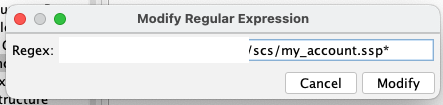 Modify Regular Expression
Regex: /scs/my_account.ssp*
Cancel Modify